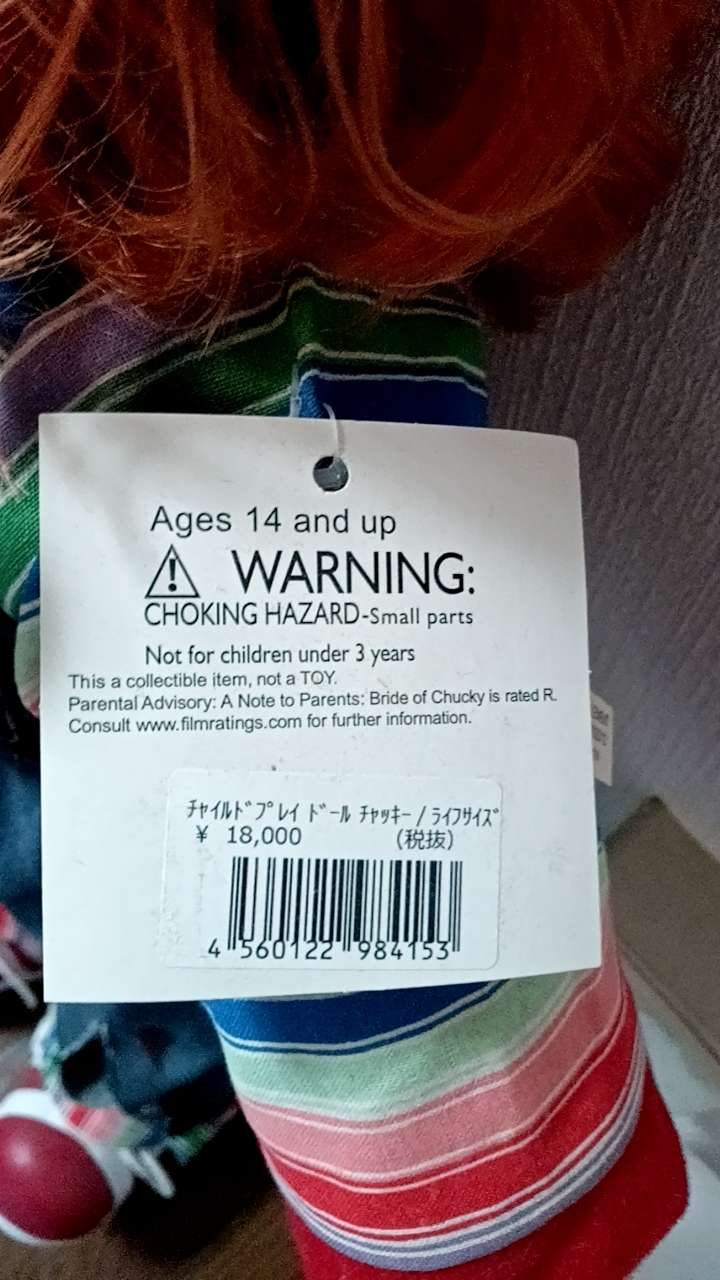 Ages 14 and up
WARNING:
CHOKING HAZARD-Small parts
Not for children under 3 years
This a collectible item, not a TOY.
Parental Advisory: A Note to Parents: Bride of Chucky is rated R.
Consult www.filmratings.com for further information.
ﾁｬｲﾙﾄﾞﾌﾟﾚｲ ﾄﾞｰﾙ ﾁｬｯｷｰ/ﾗｲﾌｻｲｽﾞ
¥ 18,000 (税抜)
4 560122 984153